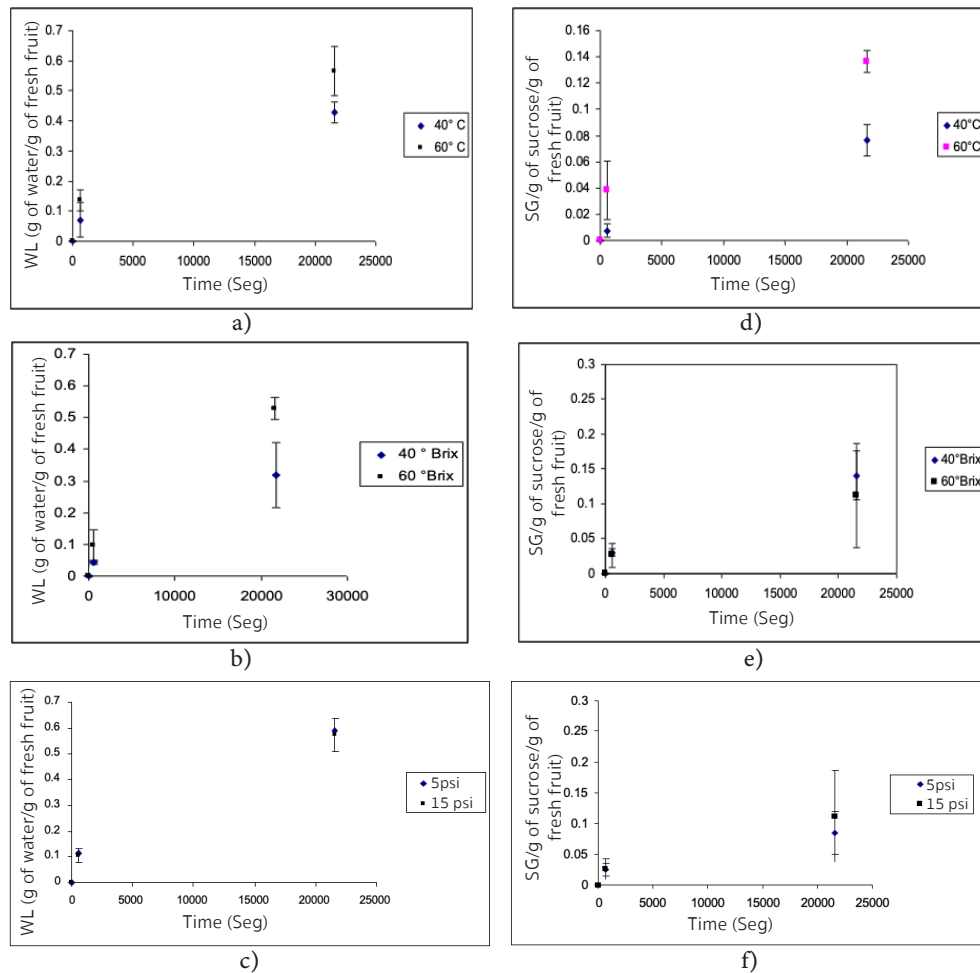 WL (g of water/g of fresh fruit)
0.7
0.6
0.5
0.4
0.3
0.2
0.1
0
0 5000 10000 15000 20000 25000
Time (Seg)
40° C
60° C
a)
SG/g of sucrose/g of
fresh fruit)
0.16
0.14
0.12
0.1
0.08
0.06
0.04
0.02
0
0 5000 10000 15000 20000 25000
Time (Seg)
40°C
60°C
d)
WL (g of water/g of fresh fruit)
0.7
0.6
0.5
0.4
0.3
0.2
0.1
0
0 10000 20000 30000
Time (Seg)
40 ° Brix
60 °Brix
b)
SG/g of sucrose/g of
fresh fruit)
0.3
0.25
0.2
0.15
0.1
0.05
0
0 5000 10000 15000 20000 25000
Time (Seg)
40°Brix
60°Brix
e)
WL (g of water/g of fresh fruit)
0.7
0.6
0.5
0.4
0.3
0.2
0.1
0
0 5000 10000 15000 20000 25000
Time (Seg)
5psi
15 psi
c)
SG/g of sucrose/g of
fresh fruit)
0.3
0.25
0.2
0.15
0.1
0.05
0
0 5000 10000 15000 20000 25000
Time (Seg)
5psi
15 psi
f)